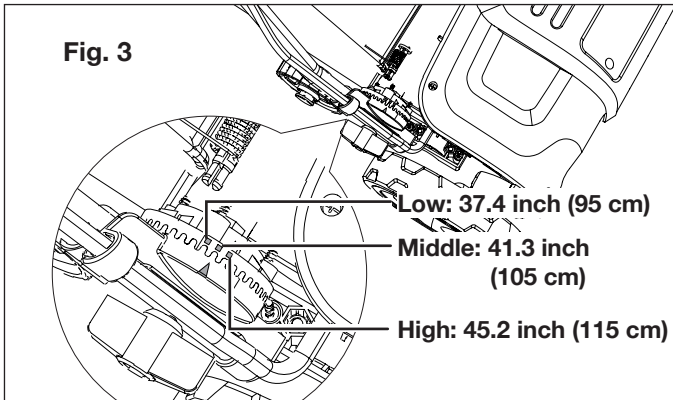 Fig. 3
Low: 37.4 inch (95 cm)
Middle: 41.3 inch
(105 cm)
High: 45.2 inch (115 cm)